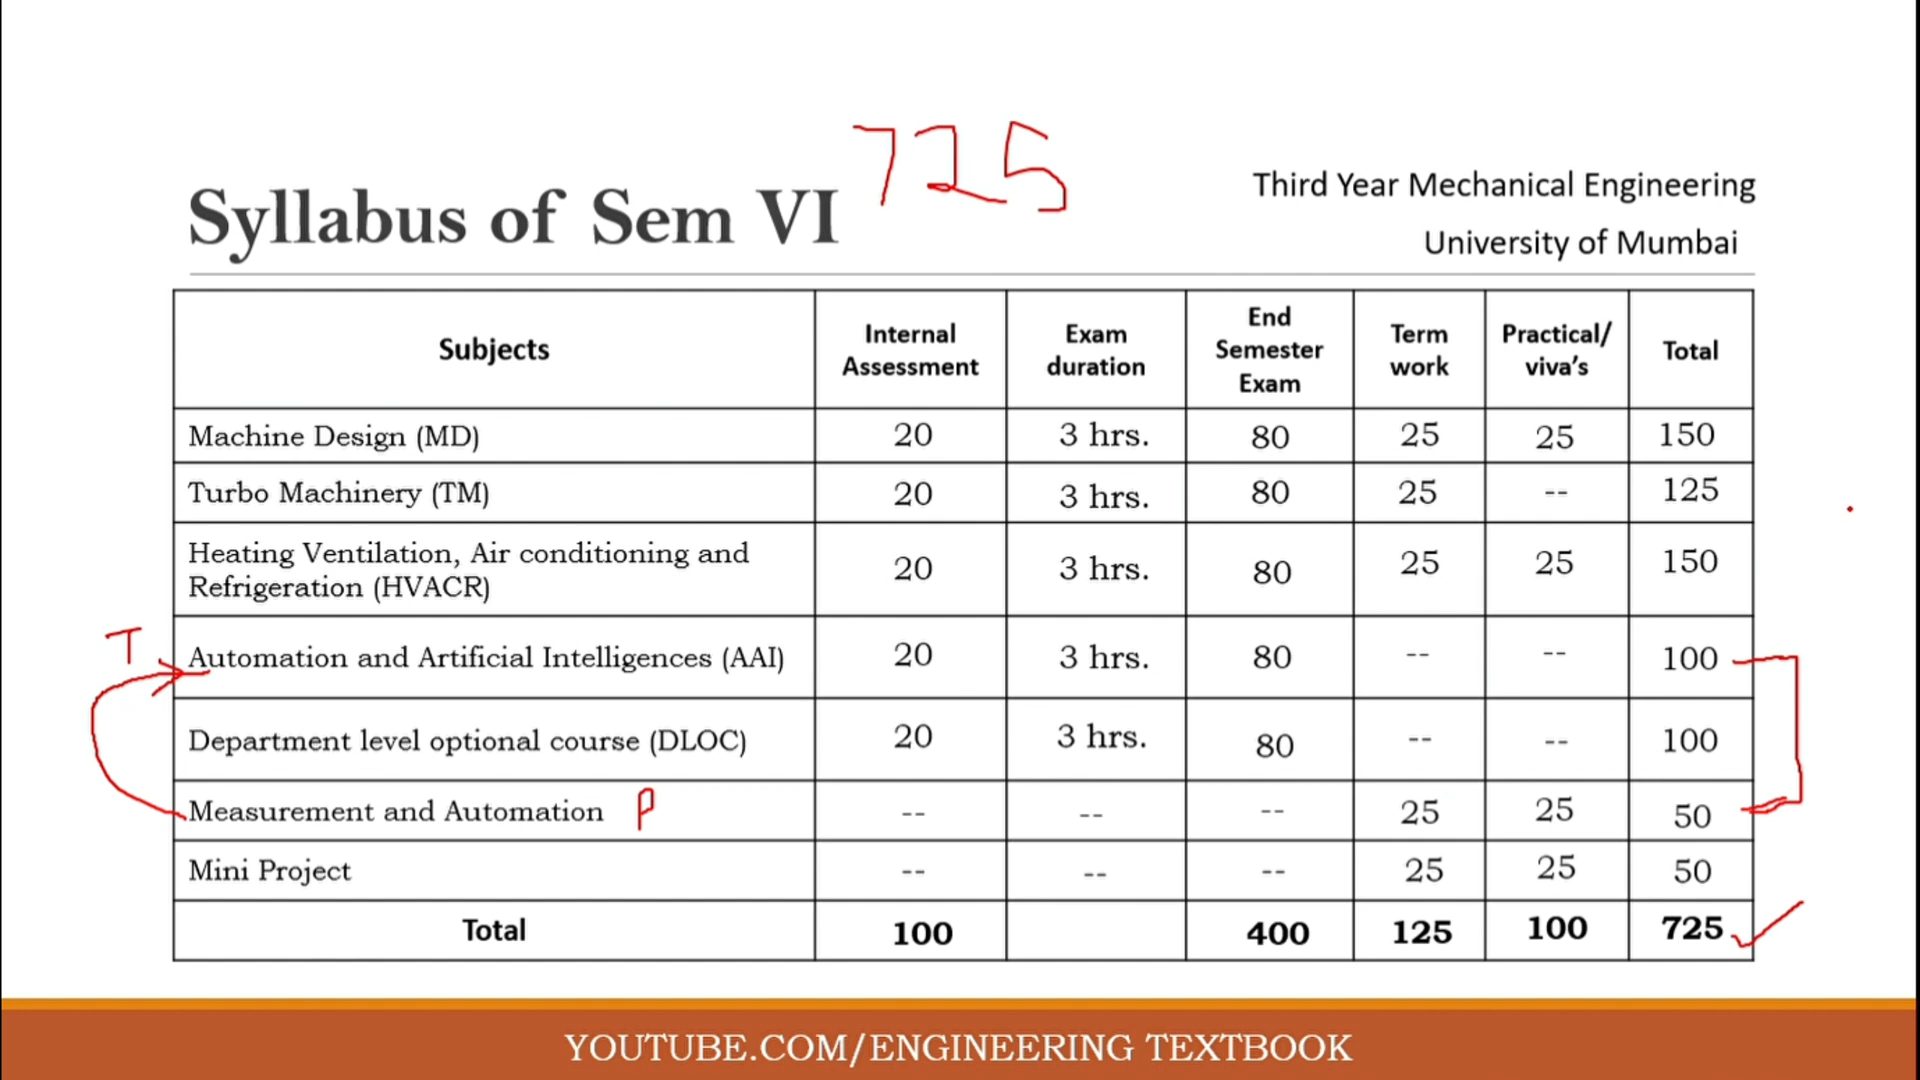 725
Syllabus of Sem VI
Third Year Mechanical Engineering
University of Mumbai
Subjects Internal Assessment Exam duration End Semester Exam Term work Practical/ viva's Total
Machine Design (MD) 20 3 hrs. 80 25 25 150
Turbo Machinery (TM) 20 3 hrs. 80 25 -- 125
Heating Ventilation, Air conditioning and
Refrigeration (HVACR) 20 3 hrs. 80 25 25 150
T
Automation and Artificial Intelligences (AAI) 20 3 hrs. 80 -- -- 100
Department level optional course (DLOC) 20 3 hrs. 80 -- -- 100
Measurement and Automation P -- -- -- 25 25 50
Mini Project -- -- -- 25 25 50
Total 100 400 125 100 725
YOUTUBE.COM/ENGINEERING TEXTBOOK